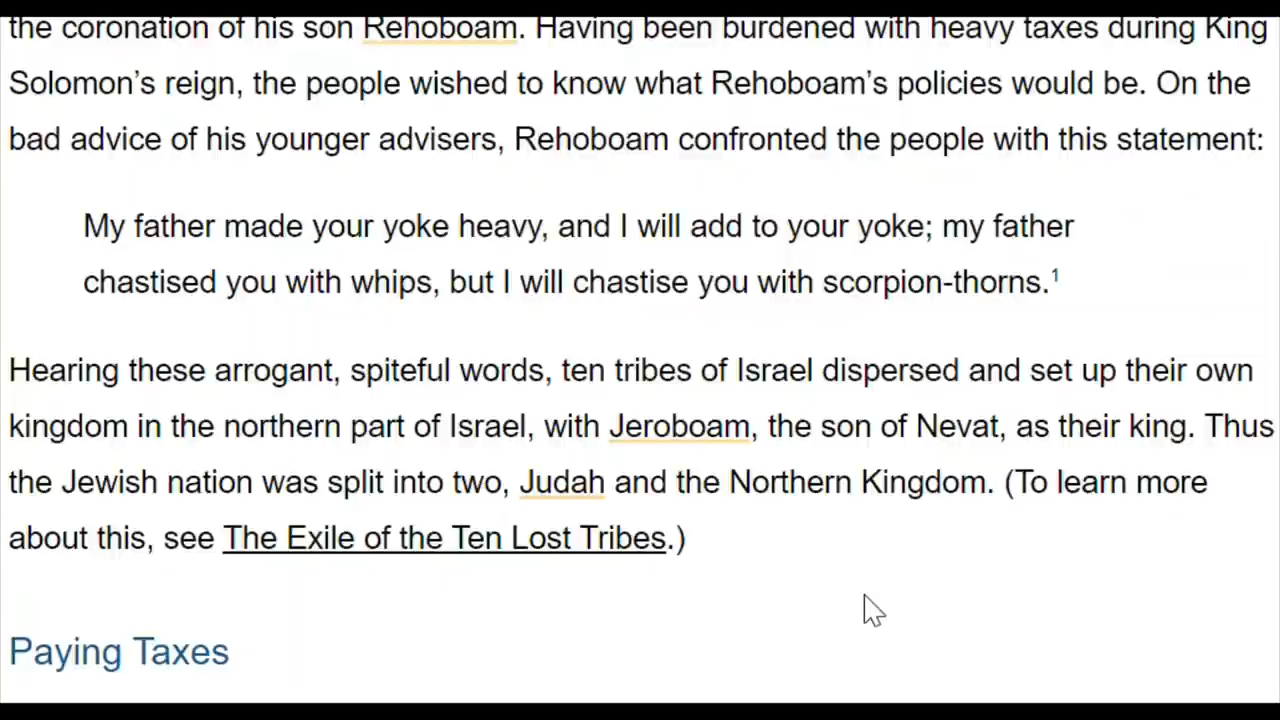 the coronation of his son Rehoboam. Having been burdened with heavy taxes during King
Solomon’s reign, the people wished to know what Rehoboam’s policies would be. On the
bad advice of his younger advisers, Rehoboam confronted the people with this statement:
My father made your yoke heavy, and I will add to your yoke; my father
chastised you with whips, but I will chastise you with scorpion-thorns.¹
Hearing these arrogant, spiteful words, ten tribes of Israel dispersed and set up their own
kingdom in the northern part of Israel, with Jeroboam, the son of Nevat, as their king. Thus
the Jewish nation was split into two, Judah and the Northern Kingdom. (To learn more
about this, see The Exile of the Ten Lost Tribes.)
Paying Taxes